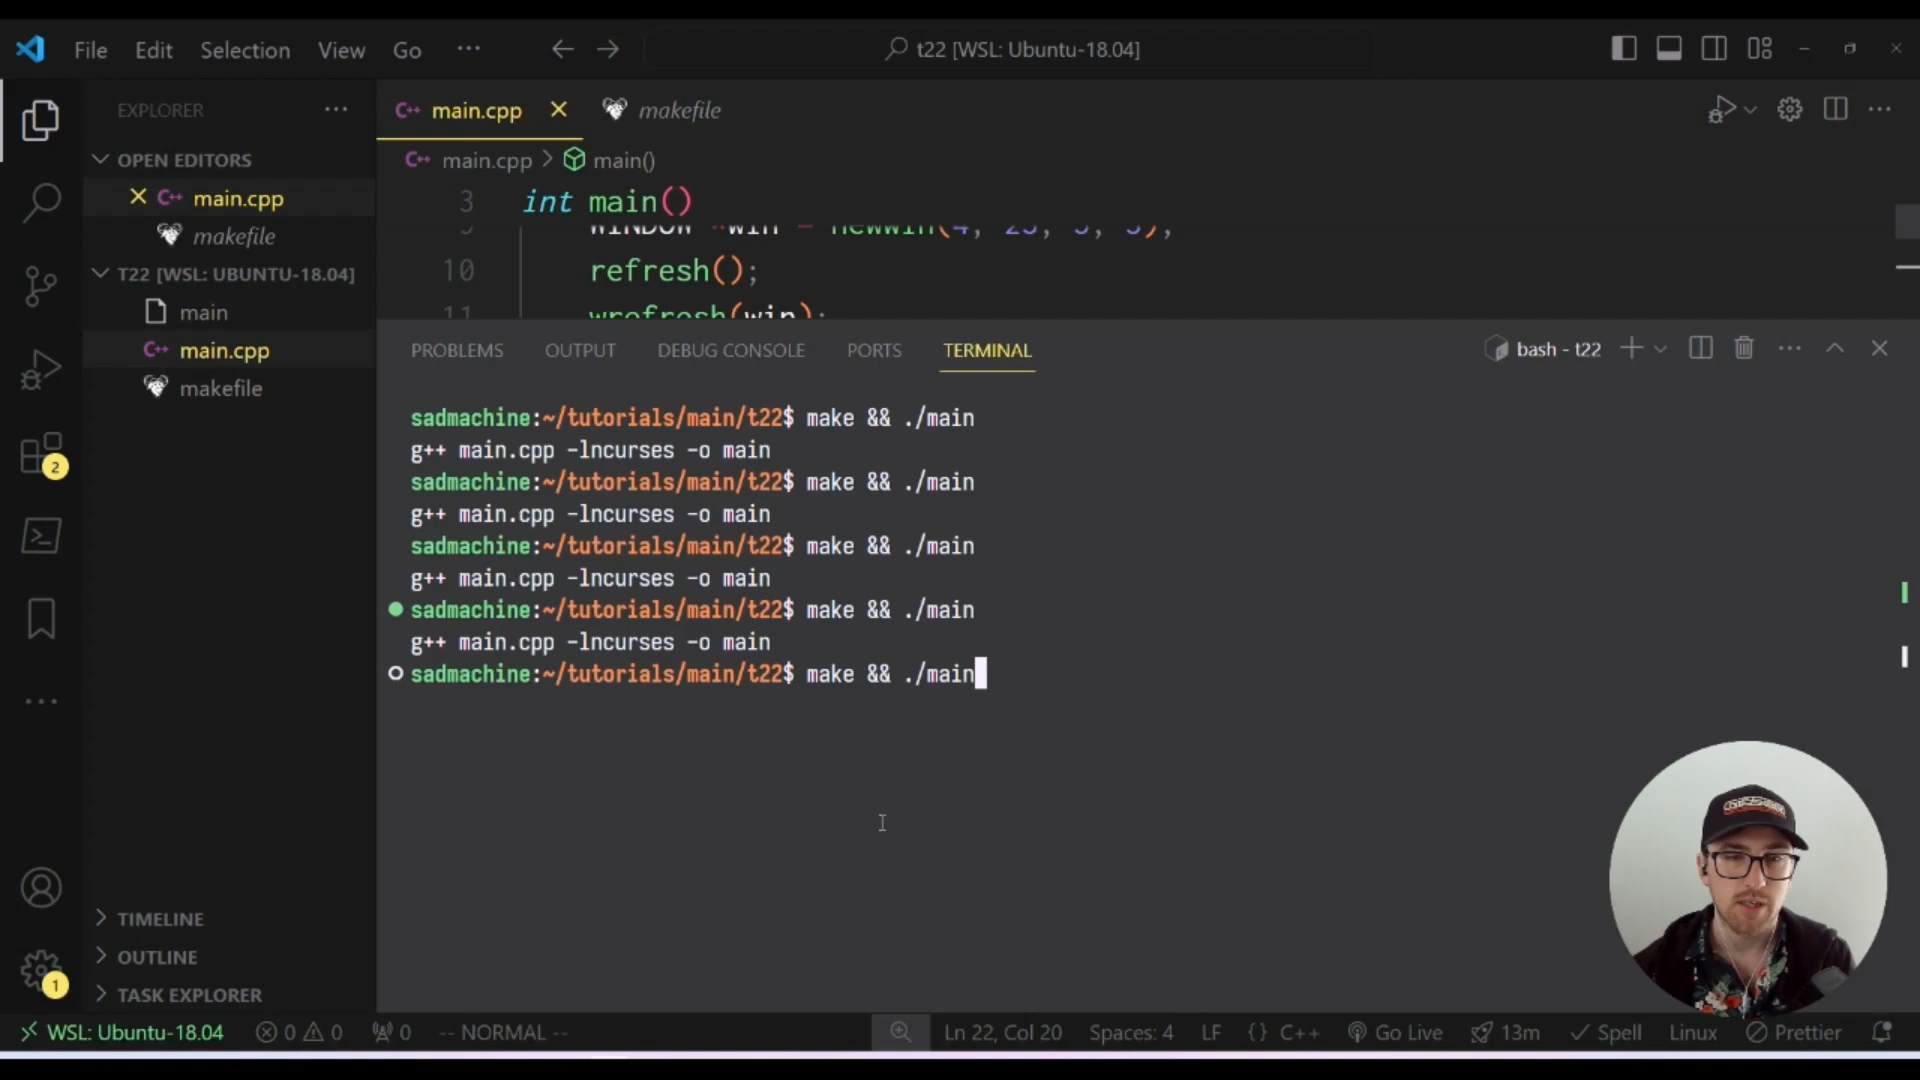 File Edit Selection View Go ··· t22 [WSL: Ubuntu-18.04]
EXPLORER
OPEN EDITORS
main.cpp
makefile
T22 [WSL: UBUNTU-18.04]
main
main.cpp
makefile
TIMELINE
OUTLINE
TASK EXPLORER
2
1
main.cpp makefile
main.cpp > main()
3 int main()
WINDOW *win = newwin(4, 25, 5, 5);
10 refresh();
11 wrefresh(win);
PROBLEMS OUTPUT DEBUG CONSOLE PORTS TERMINAL bash - t22
sadmachine:~/tutorials/main/t22$ make && ./main
g++ main.cpp -lncurses -o main
sadmachine:~/tutorials/main/t22$ make && ./main
g++ main.cpp -lncurses -o main
sadmachine:~/tutorials/main/t22$ make && ./main
g++ main.cpp -lncurses -o main
sadmachine:~/tutorials/main/t22$ make && ./main
g++ main.cpp -lncurses -o main
sadmachine:~/tutorials/main/t22$ make && ./main
WSL: Ubuntu-18.04 0 0 0 -- NORMAL -- Ln 22, Col 20 Spaces: 4 LF {} C++ Go Live 13m Spell Linux Prettier